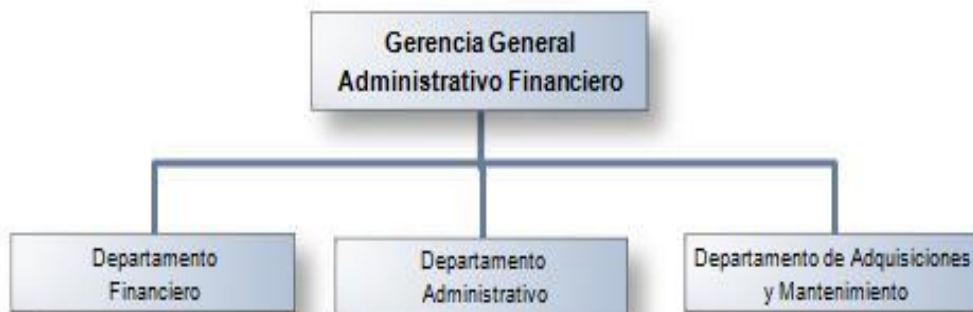 Gerencia General
Administrativo Financiero
Departamento
Financiero
Departamento
Administrativo
Departamento de Adquisiciones
y Mantenimiento